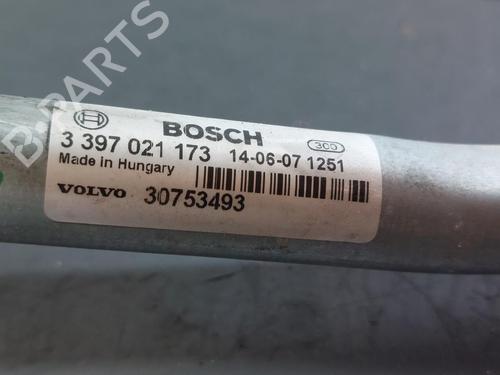 BOSCH 300
3 397 021 173 14-06-07 1251
Made in Hungary
VOLVO 30753493
B-PARTS